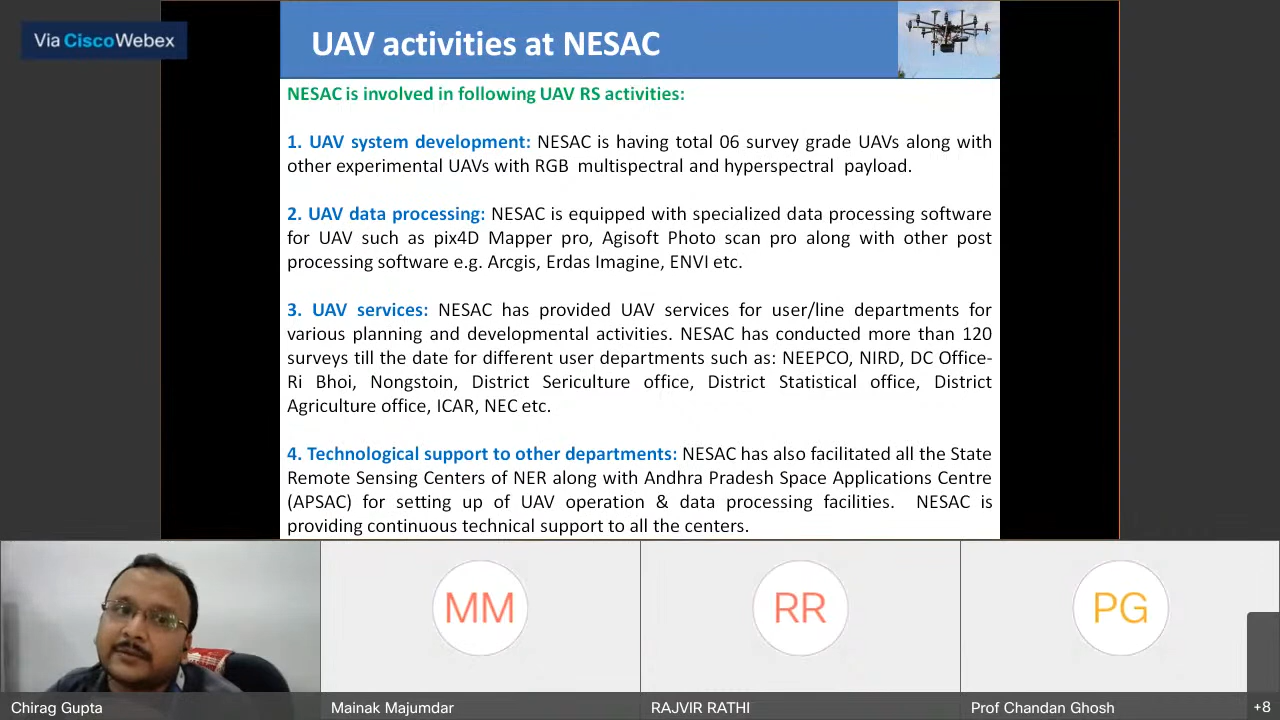 Via CiscoWebex
UAV activities at NESAC
NESAC is involved in following UAV RS activities:
1. UAV system development: NESAC is having total 06 survey grade UAVs along with
other experimental UAVs with RGB multispectral and hyperspectral payload.
2. UAV data processing: NESAC is equipped with specialized data processing software
for UAV such as pix4D Mapper pro, Agisoft Photo scan pro along with other post
processing software e.g. Arcgis, Erdas Imagine, ENVI etc.
3. UAV services: NESAC has provided UAV services for user/line departments for
various planning and developmental activities. NESAC has conducted more than 120
surveys till the date for different user departments such as: NEEPCO, NIRD, DC Office-
Ri Bhoi, Nongstoin, District Sericulture office, District Statistical office, District
Agriculture office, ICAR, NEC etc.
4. Technological support to other departments: NESAC has also facilitated all the State
Remote Sensing Centers of NER along with Andhra Pradesh Space Applications Centre
(APSAC) for setting up of UAV operation & data processing facilities. NESAC is
providing continuous technical support to all the centers.
MM
RR
PG
Chirag Gupta
Mainak Majumdar
RAJVIR RATHI
Prof Chandan Ghosh
+8